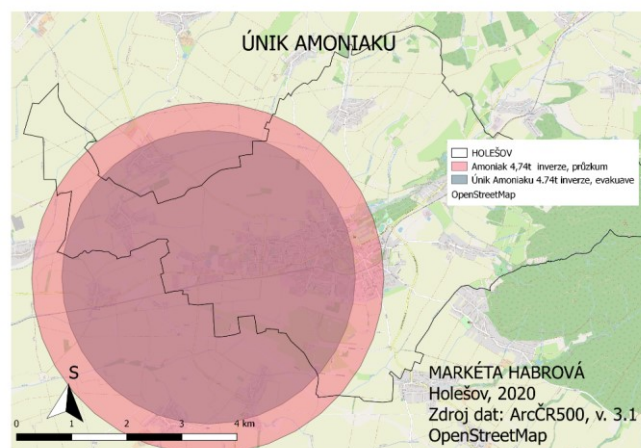 ÚNIK AMONIAKU
HOLEŠOV
Amoniak 4,74t inverze, průzkum
Únik Amoniaku 4.74t inverze, evakuave
OpenStreetMap
S
0 1 2 3 4 km
MARKÉTA HABROVÁ
Holešov, 2020
Zdroj dat: ArcČR500, v. 3.1
OpenStreetMap